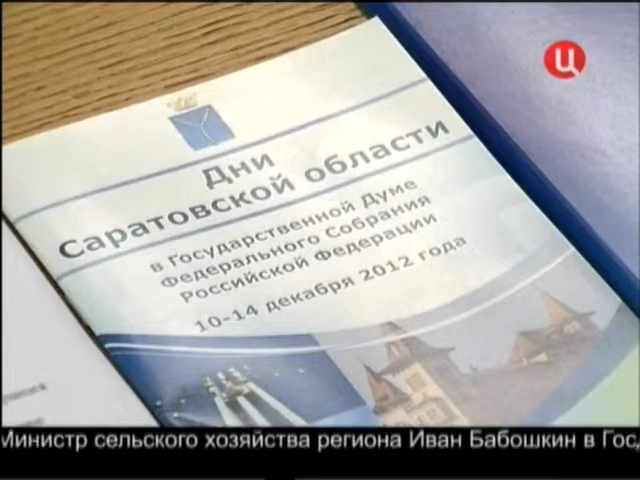 Ц
Дни
Саратовской области
в Государственной Думе
Федерального Собрания
Российской Федерации
10-14 декабря 2012 года
Министр сельского хозяйства региона Иван Бабошкин в Госд